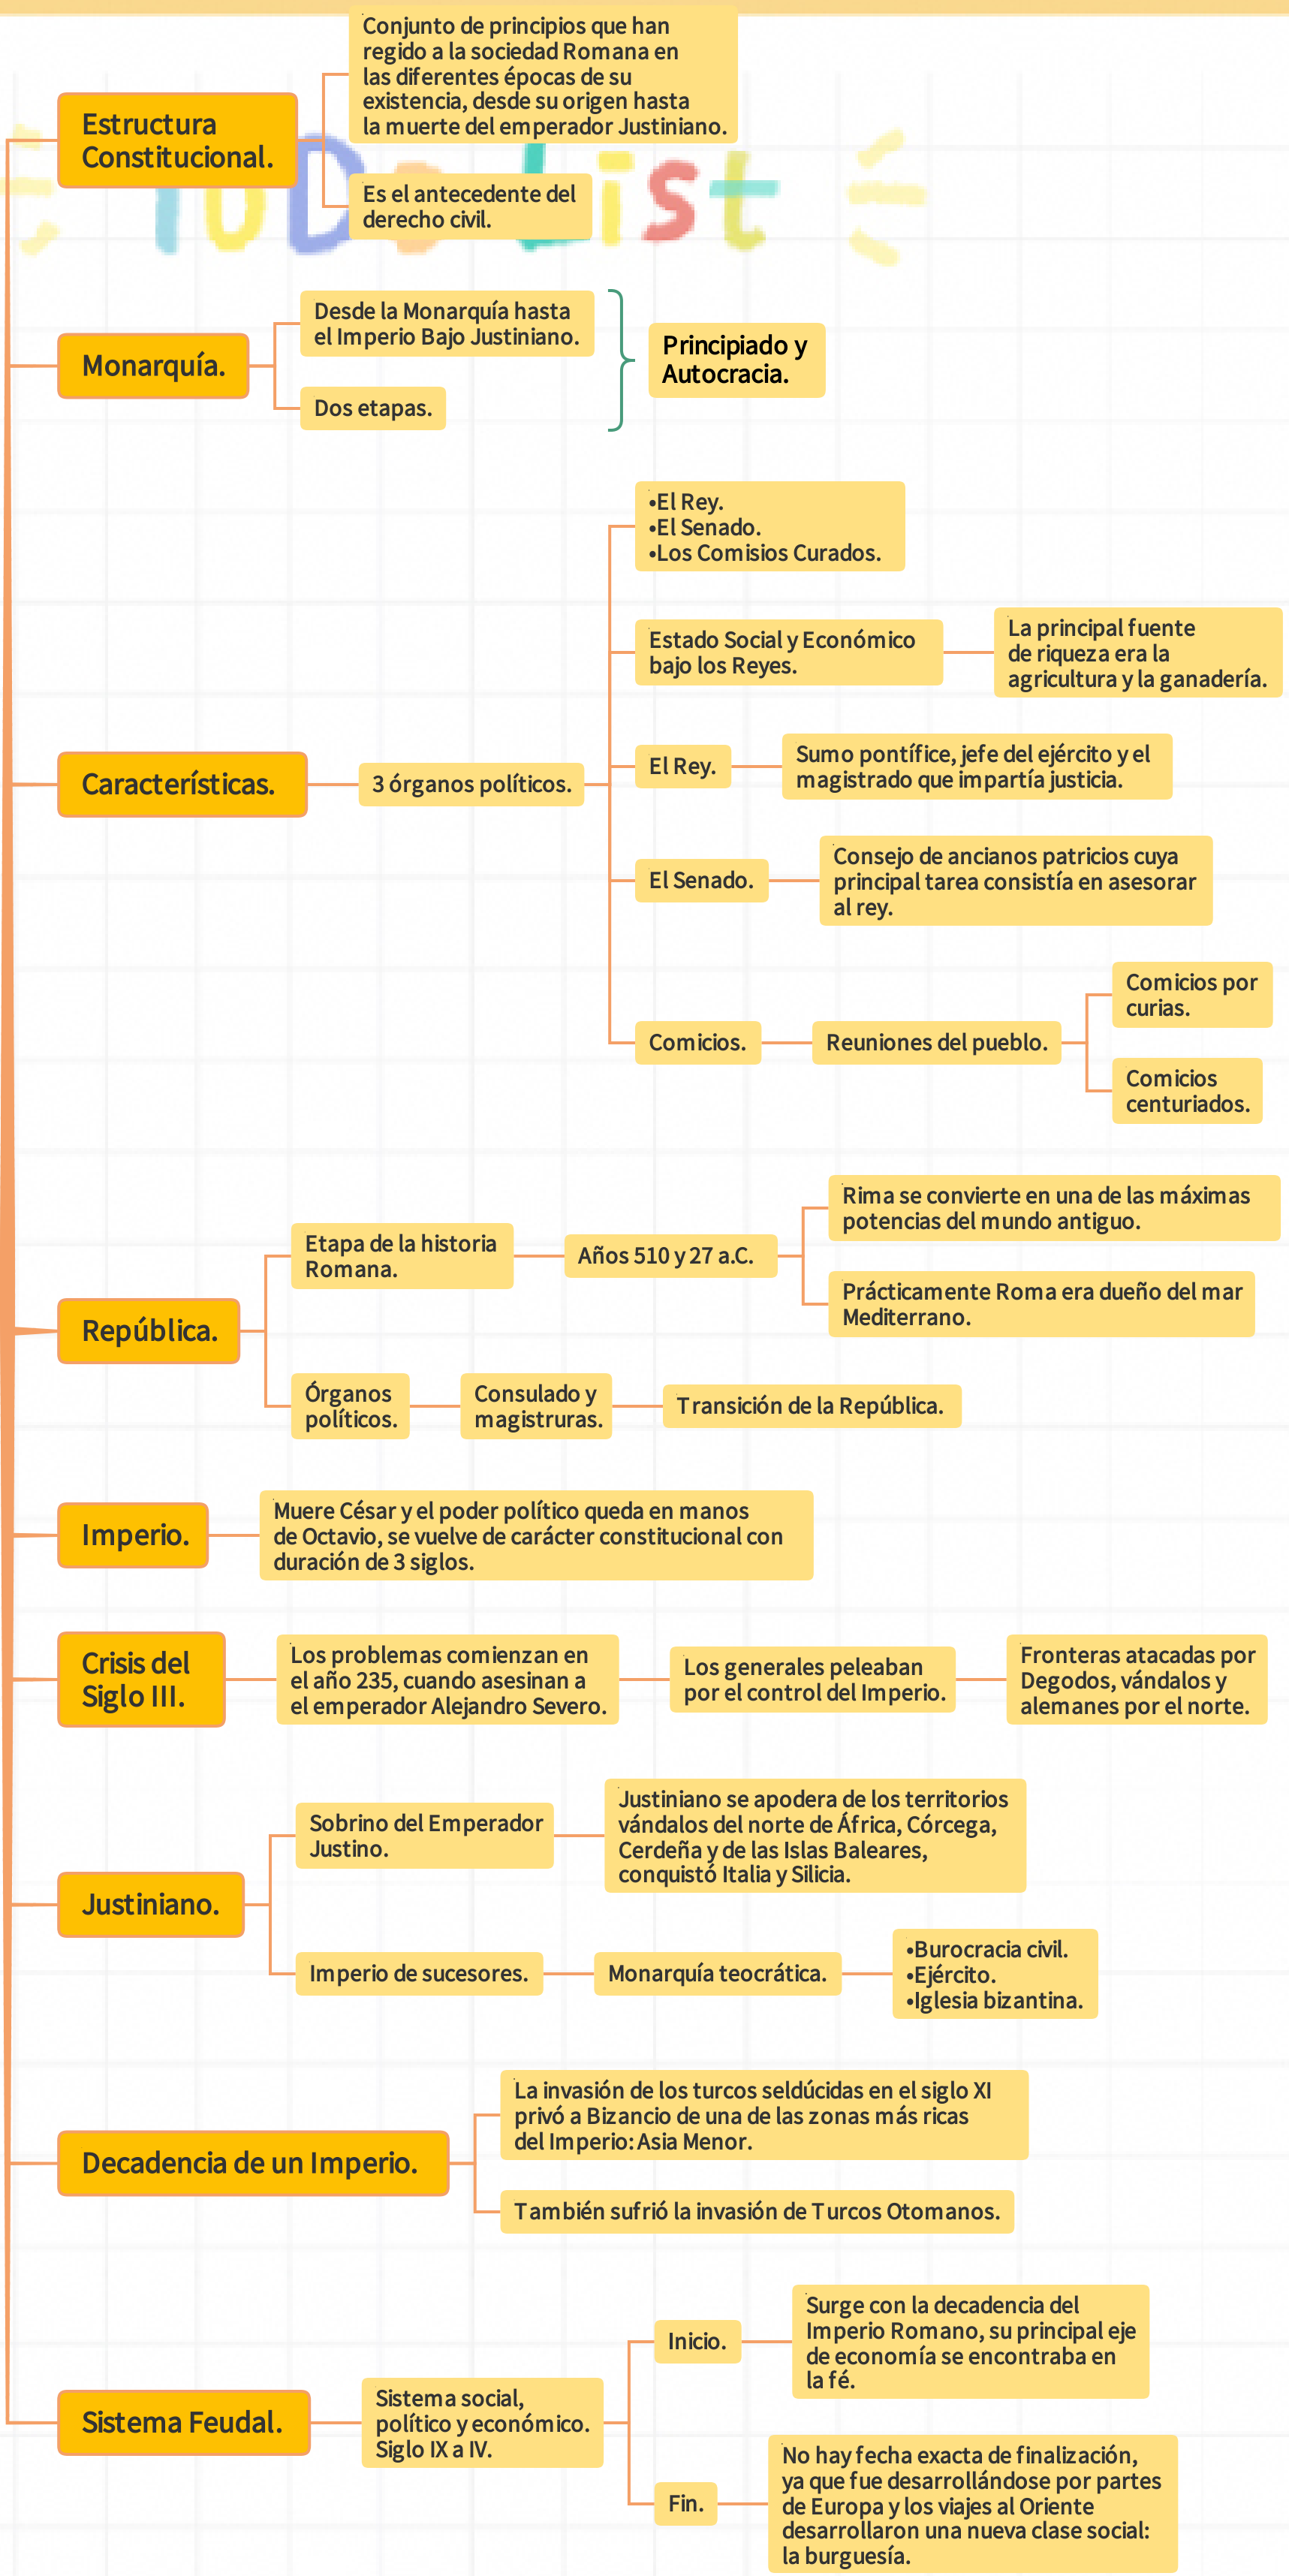 Conjunto de principios que han
regido a la sociedad Romana en
las diferentes épocas de su
existencia, desde su origen hasta
la muerte del emperador Justiniano.
Estructura
Constitucional.
Es el antecedente del
derecho civil.
ToDo List
Desde la Monarquía hasta
el Imperio Bajo Justiniano.
Monarquía.
Dos etapas.
Principiado y
Autocracia.
•El Rey.
•El Senado.
•Los Comisios Curados.
Estado Social y Económico
bajo los Reyes.
La principal fuente
de riqueza era la
agricultura y la ganadería.
Características.
3 órganos políticos.
El Rey.
Sumo pontífice, jefe del ejército y el
magistrado que impartía justicia.
El Senado.
Consejo de ancianos patricios cuya
principal tarea consistía en asesorar
al rey.
Comicios.
Reuniones del pueblo.
Comicios por
curias.
Comicios
centuriados.
República.
Etapa de la historia
Romana.
Años 510 y 27 a.C.
Rima se convierte en una de las máximas
potencias del mundo antiguo.
Prácticamente Roma era dueño del mar
Mediterrano.
Órganos
políticos.
Consulado y
magistruras.
Transición de la República.
Imperio.
Muere César y el poder político queda en manos
de Octavio, se vuelve de carácter constitucional con
duración de 3 siglos.
Crisis del
Siglo III.
Los problemas comienzan en
el año 235, cuando asesinan a
el emperador Alejandro Severo.
Los generales peleaban
por el control del Imperio.
Fronteras atacadas por
Degodos, vándalos y
alemanes por el norte.
Justiniano.
Sobrino del Emperador
Justino.
Justiniano se apodera de los territorios
vándalos del norte de África, Córcega,
Cerdeña y de las Islas Baleares,
conquistó Italia y Silicia.
Imperio de sucesores.
Monarquía teocrática.
•Burocracia civil.
•Ejército.
•Iglesia bizantina.
Decadencia de un Imperio.
La invasión de los turcos seldúcidas en el siglo XI
privó a Bizancio de una de las zonas más ricas
del Imperio: Asia Menor.
También sufrió la invasión de Turcos Otomanos.
Sistema Feudal.
Sistema social,
político y económico.
Siglo IX a IV.
Inicio.
Surge con la decadencia del
Imperio Romano, su principal eje
de economía se encontraba en
la fé.
Fin.
No hay fecha exacta de finalización,
ya que fue desarrollándose por partes
de Europa y los viajes al Oriente
desarrollaron una nueva clase social:
la burguesía.